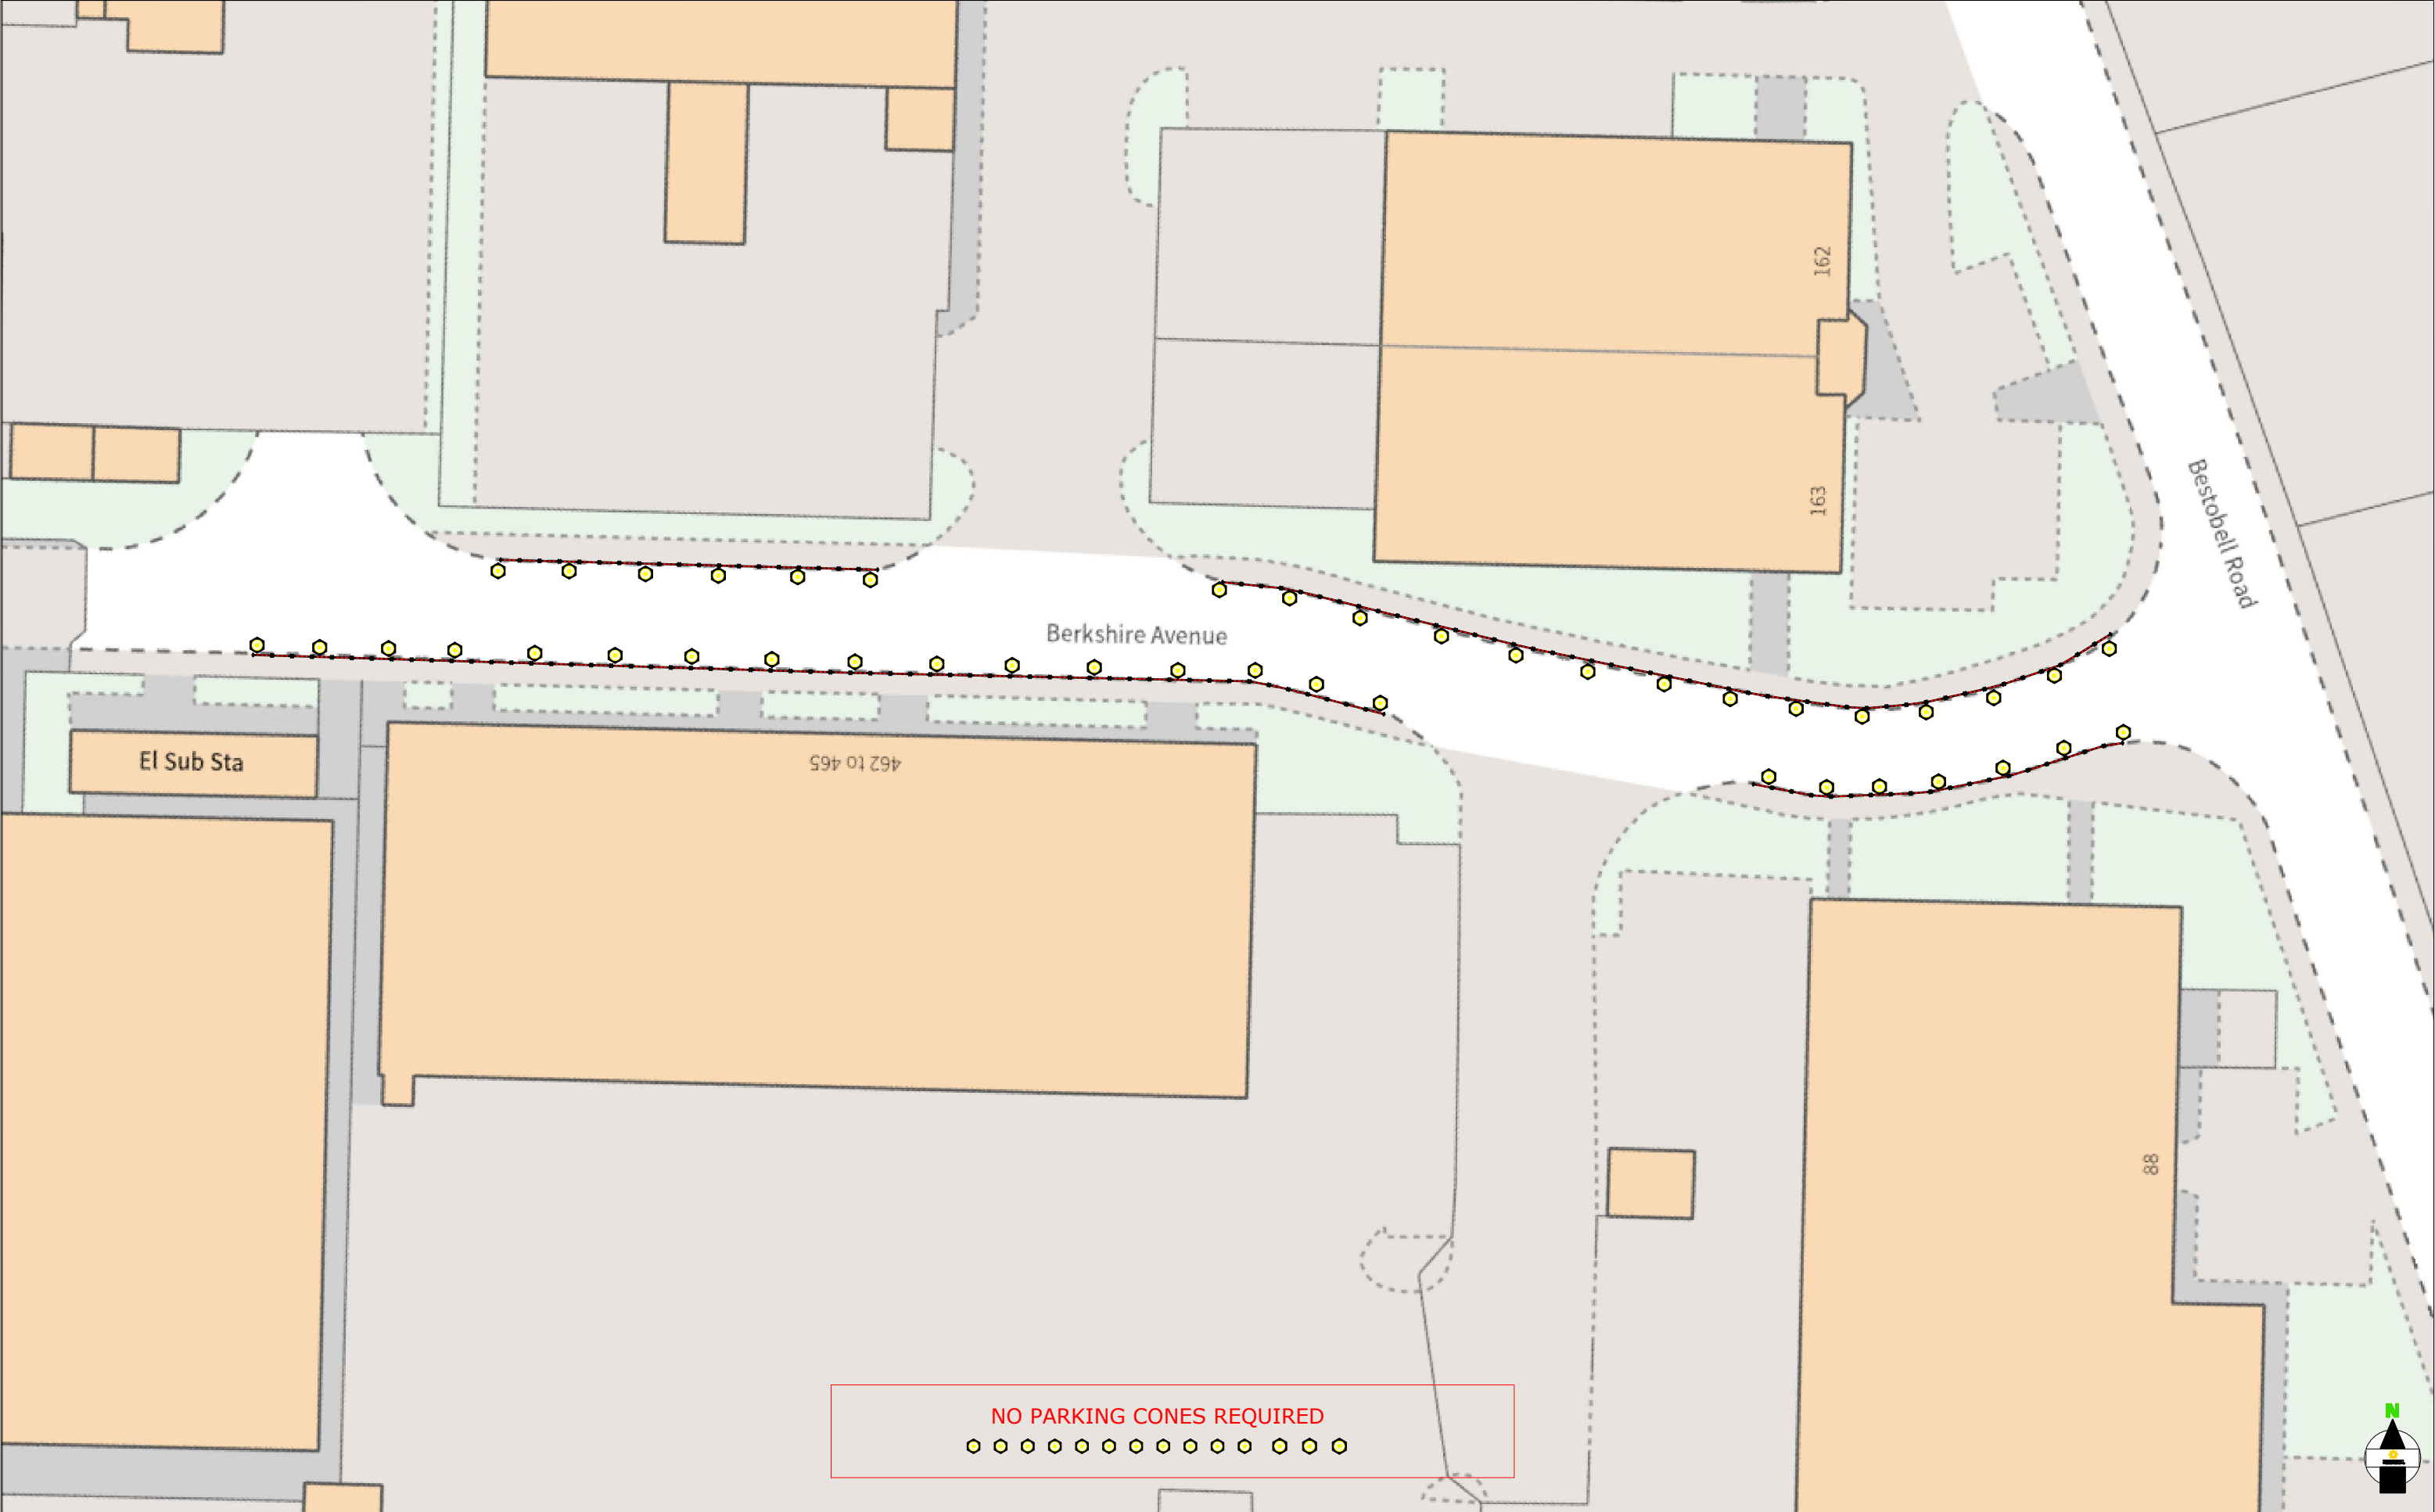 162
163
Bestobell Road
Berkshire Avenue
El Sub Sta
462 to 465
88
NO PARKING CONES REQUIRED
N